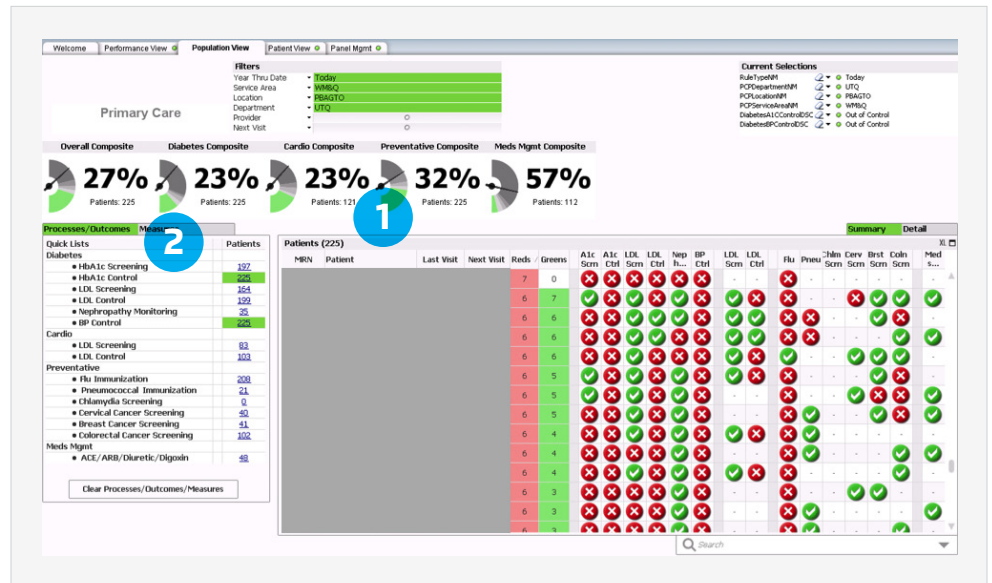 Welcome Performance View Population View Patient View Panel Mgmt
Filters
Year Thru Date Today
Service Area WM&Q
Location PBAGTO
Department UTQ
Provider
Next Visit
Current Selections
RuleTypeNM Today
PCPDepartmentNM UTQ
PCPLocationNM PBAGTO
PCPServiceAreaNM WM&Q
DiabetesA1CControlDSC Out of Control
DiabetesBPControlDSC Out of Control
Primary Care
Overall Composite Diabetes Composite Cardio Composite Preventative Composite Meds Mgmt Composite
27% 23% 23% 32% 57%
Patients: 225 Patients: 225 Patients: 121 Patients: 225 Patients: 112
1
2
Processes/Outcomes
Summary Detail
Quick Lists Patients
Diabetes
HbA1c Screening 197
HbA1c Control 225
LDL Screening 164
LDL Control 199
Nephropathy Monitoring 35
BP Control 225
Cardio
LDL Screening 83
LDL Control 103
Preventative
Flu Immunization 208
Pneumococcal Immunization 21
Chlamydia Screening 0
Cervical Cancer Screening 40
Breast Cancer Screening 41
Colorectal Cancer Screening 102
Meds Mgmt
ACE/ARB/Diuretic/Digoxin 48
Clear Processes/Outcomes/Measures
Patients (225) XL
MRN Patient Last Visit Next Visit Reds / Greens A1c Scrn A1c Ctrl LDL Scrn LDL Ctrl Nep h... BP Ctrl LDL Scrn LDL Ctrl Flu Pneu Chlm Scrn Cerv Scrn Brst Scrn Coln Scrn Med s...
7 0
6 7
6 6
6 6
6 6
6 5
6 5
6 5
6 4
6 4
6 4
6 3
6 3
6 3
Search